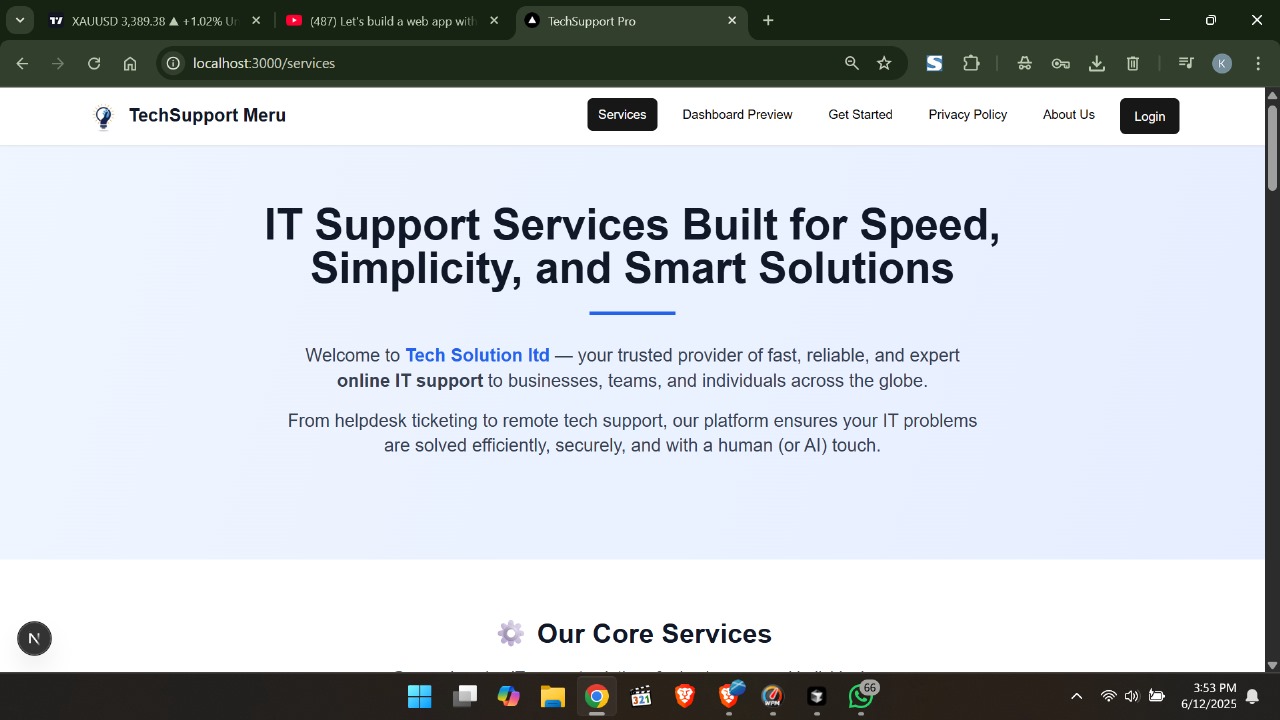 XAUUSD 3,389.38 ▲ +1.02% Un
(487) Let's build a web app with
TechSupport Pro
localhost:3000/services
K
TechSupport Meru
Services
Dashboard Preview
Get Started
Privacy Policy
About Us
Login
IT Support Services Built for Speed,
Simplicity, and Smart Solutions
Welcome to Tech Solution ltd — your trusted provider of fast, reliable, and expert
online IT support to businesses, teams, and individuals across the globe.
From helpdesk ticketing to remote tech support, our platform ensures your IT problems
are solved efficiently, securely, and with a human (or AI) touch.
Our Core Services
N
321
WPM
66
3:53 PM
6/12/2025